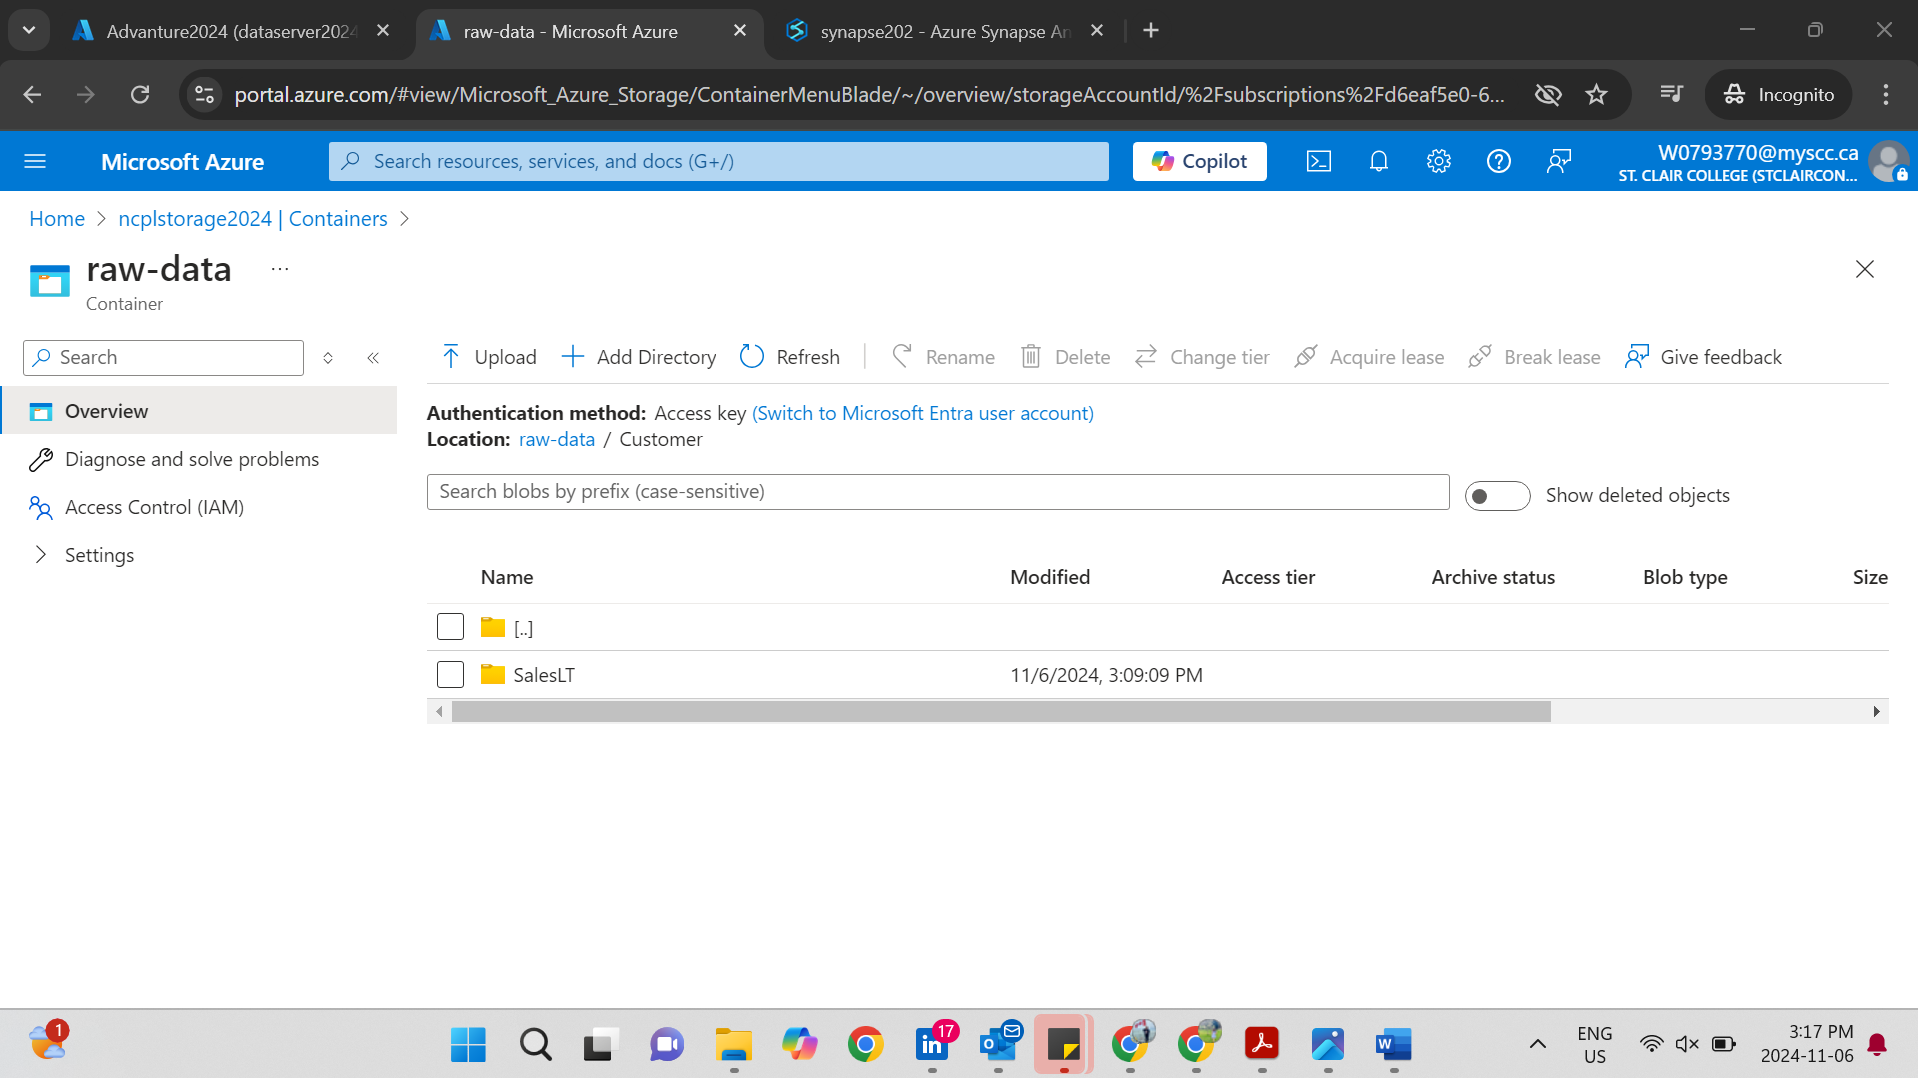 Advanture2024 (dataserver2024
raw-data - Microsoft Azure
synapse202 - Azure Synapse An
portal.azure.com/#view/Microsoft_Azure_Storage/ContainerMenuBlade/~/overview/storageAccountId/%2Fsubscriptions%2Fd6eaf5e0-6...
Incognito
Microsoft Azure
Search resources, services, and docs (G+/)
Copilot
W0793770@myscc.ca
ST. CLAIR COLLEGE (STCLAIRCON...
Home > ncplstorage2024 | Containers >
raw-data ...
Container
Search
Overview
Diagnose and solve problems
Access Control (IAM)
Settings
Upload Add Directory Refresh Rename Delete Change tier Acquire lease Break lease Give feedback
Authentication method: Access key (Switch to Microsoft Entra user account)
Location: raw-data / Customer
Search blobs by prefix (case-sensitive)
Show deleted objects
Name Modified Access tier Archive status Blob type Size
[..]
SalesLT 11/6/2024, 3:09:09 PM
1
17
ENG
US
3:17 PM
2024-11-06